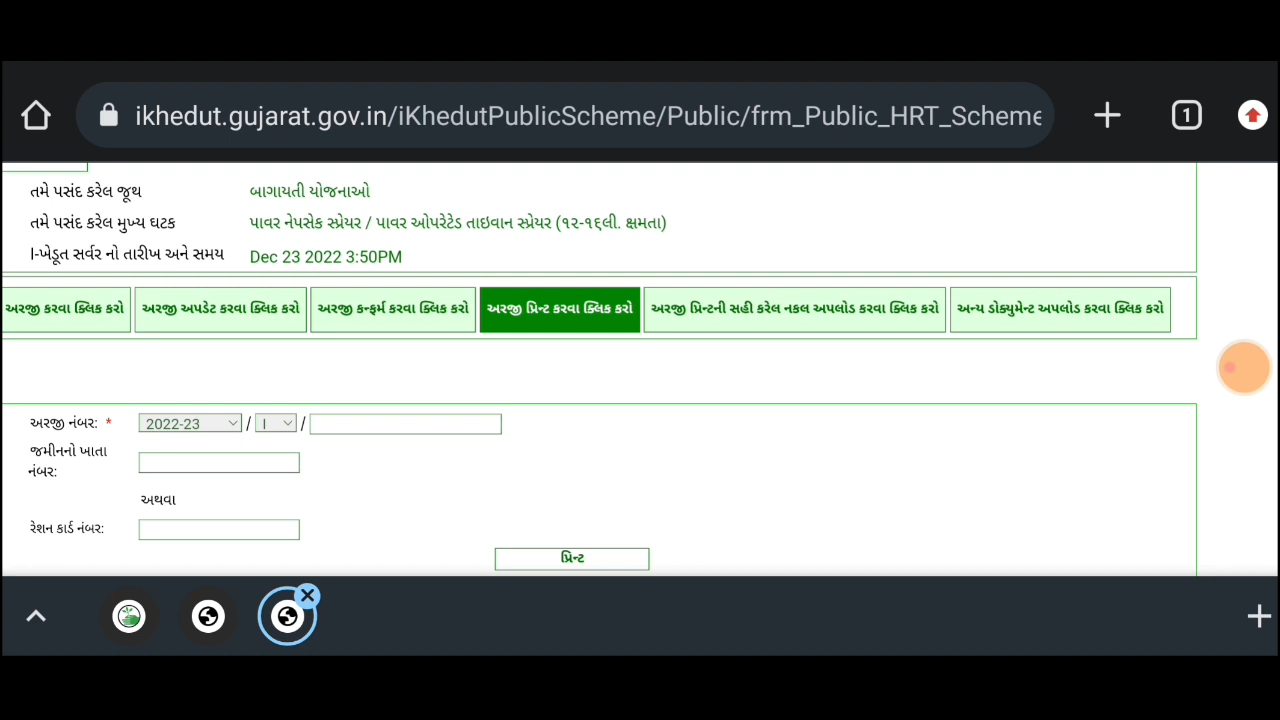 ikhedut.gujarat.gov.in/iKhedutPublicScheme/Public/frm_Public_HRT_Scheme
1
તમે પસંદ કરેલ જૂથ બાગાયતી યોજનાઓ
તમે પસંદ કરેલ મુખ્ય ઘટક પાવર નેપસેક સ્પ્રેયર / પાવર ઓપરેટેડ તાઇવાન સ્પ્રેયર (૧૨-૧૬લી. ક્ષમતા)
I-ખેડૂત સર્વર નો તારીખ અને સમય Dec 23 2022 3:50PM
અરજી કરવા ક્લિક કરો અરજી અપડેટ કરવા ક્લિક કરો અરજી કન્ફર્મ કરવા ક્લિક કરો અરજી પ્રિન્ટ કરવા ક્લિક કરો અરજી પ્રિન્ટની સહી કરેલ નકલ અપલોડ કરવા ક્લિક કરો અન્ય ડોક્યુમેન્ટ અપલોડ કરવા ક્લિક કરો
અરજી નંબર: * 2022-23 / I /
જમીનનો ખાતા
નંબર:
અથવા
રેશન કાર્ડ નંબર:
પ્રિન્ટ